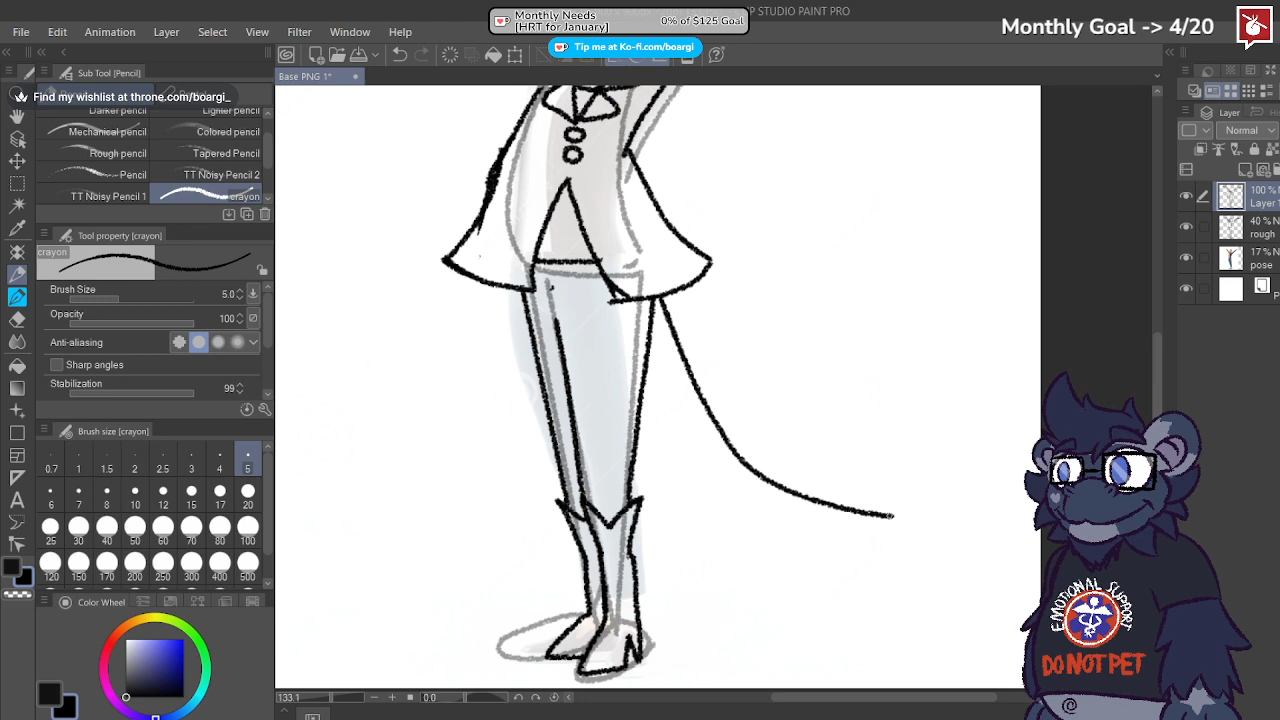 Monthly Needs
[HRT for January]
0% of $125 Goal
CLIP STUDIO PAINT PRO
Tip me at Ko-fi.com/boargi
Monthly Goal -> 4/20
File Edit Animation Layer Select View Filter Window Help
Sub Tool [Pencil]
Base PNG 1*
Find my wishlist at throne.com/boargi_
Darker pencil Lighter pencil
Mechanical pencil Colored pencil
Rough pencil Tapered Pencil
Pencil TT Noisy Pencil 2
TT Noisy Pencil 1 crayon
Tool property [crayon]
crayon
Brush Size 5.0
Opacity 100
Anti-aliasing
Sharp angles
Stabilization 99
Brush size [crayon]
0.7 1 1.5 2 2.5 3 4 5
6 7 8 10 12 15 17 20
25 30 40 50 60 70 80 100
120 150 170 200 250 300 400 500
Color Wheel
133.1
0.0
Layer
Normal
100 % N
Layer 1
40 % N
rough
17 % N
pose
P
EMOTIONAL SUPPORT
DO NOT PET